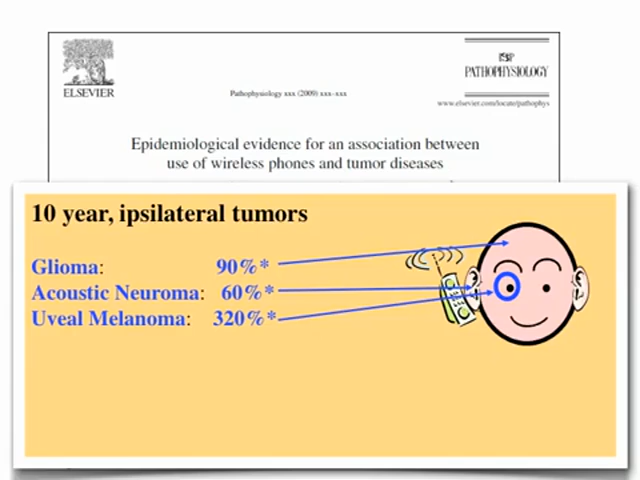 ELSEVIER
Pathophysiology xxx (2009) xxx–xxx
PATHOPHYSIOLOGY
www.elsevier.com/locate/pathophys
Epidemiological evidence for an association between
use of wireless phones and tumor diseases
10 year, ipsilateral tumors
Glioma: 90%*
Acoustic Neuroma: 60%*
Uveal Melanoma: 320%*